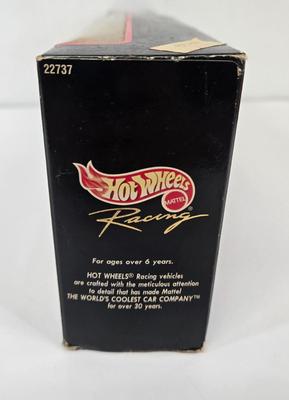 22737
Hot Wheels
MATTEL
Racing
For ages over 6 years.
HOT WHEELS® Racing vehicles
are crafted with the meticulous attention
to detail that has made Mattel
THE WORLD'S COOLEST CAR COMPANY™
for over 30 years.